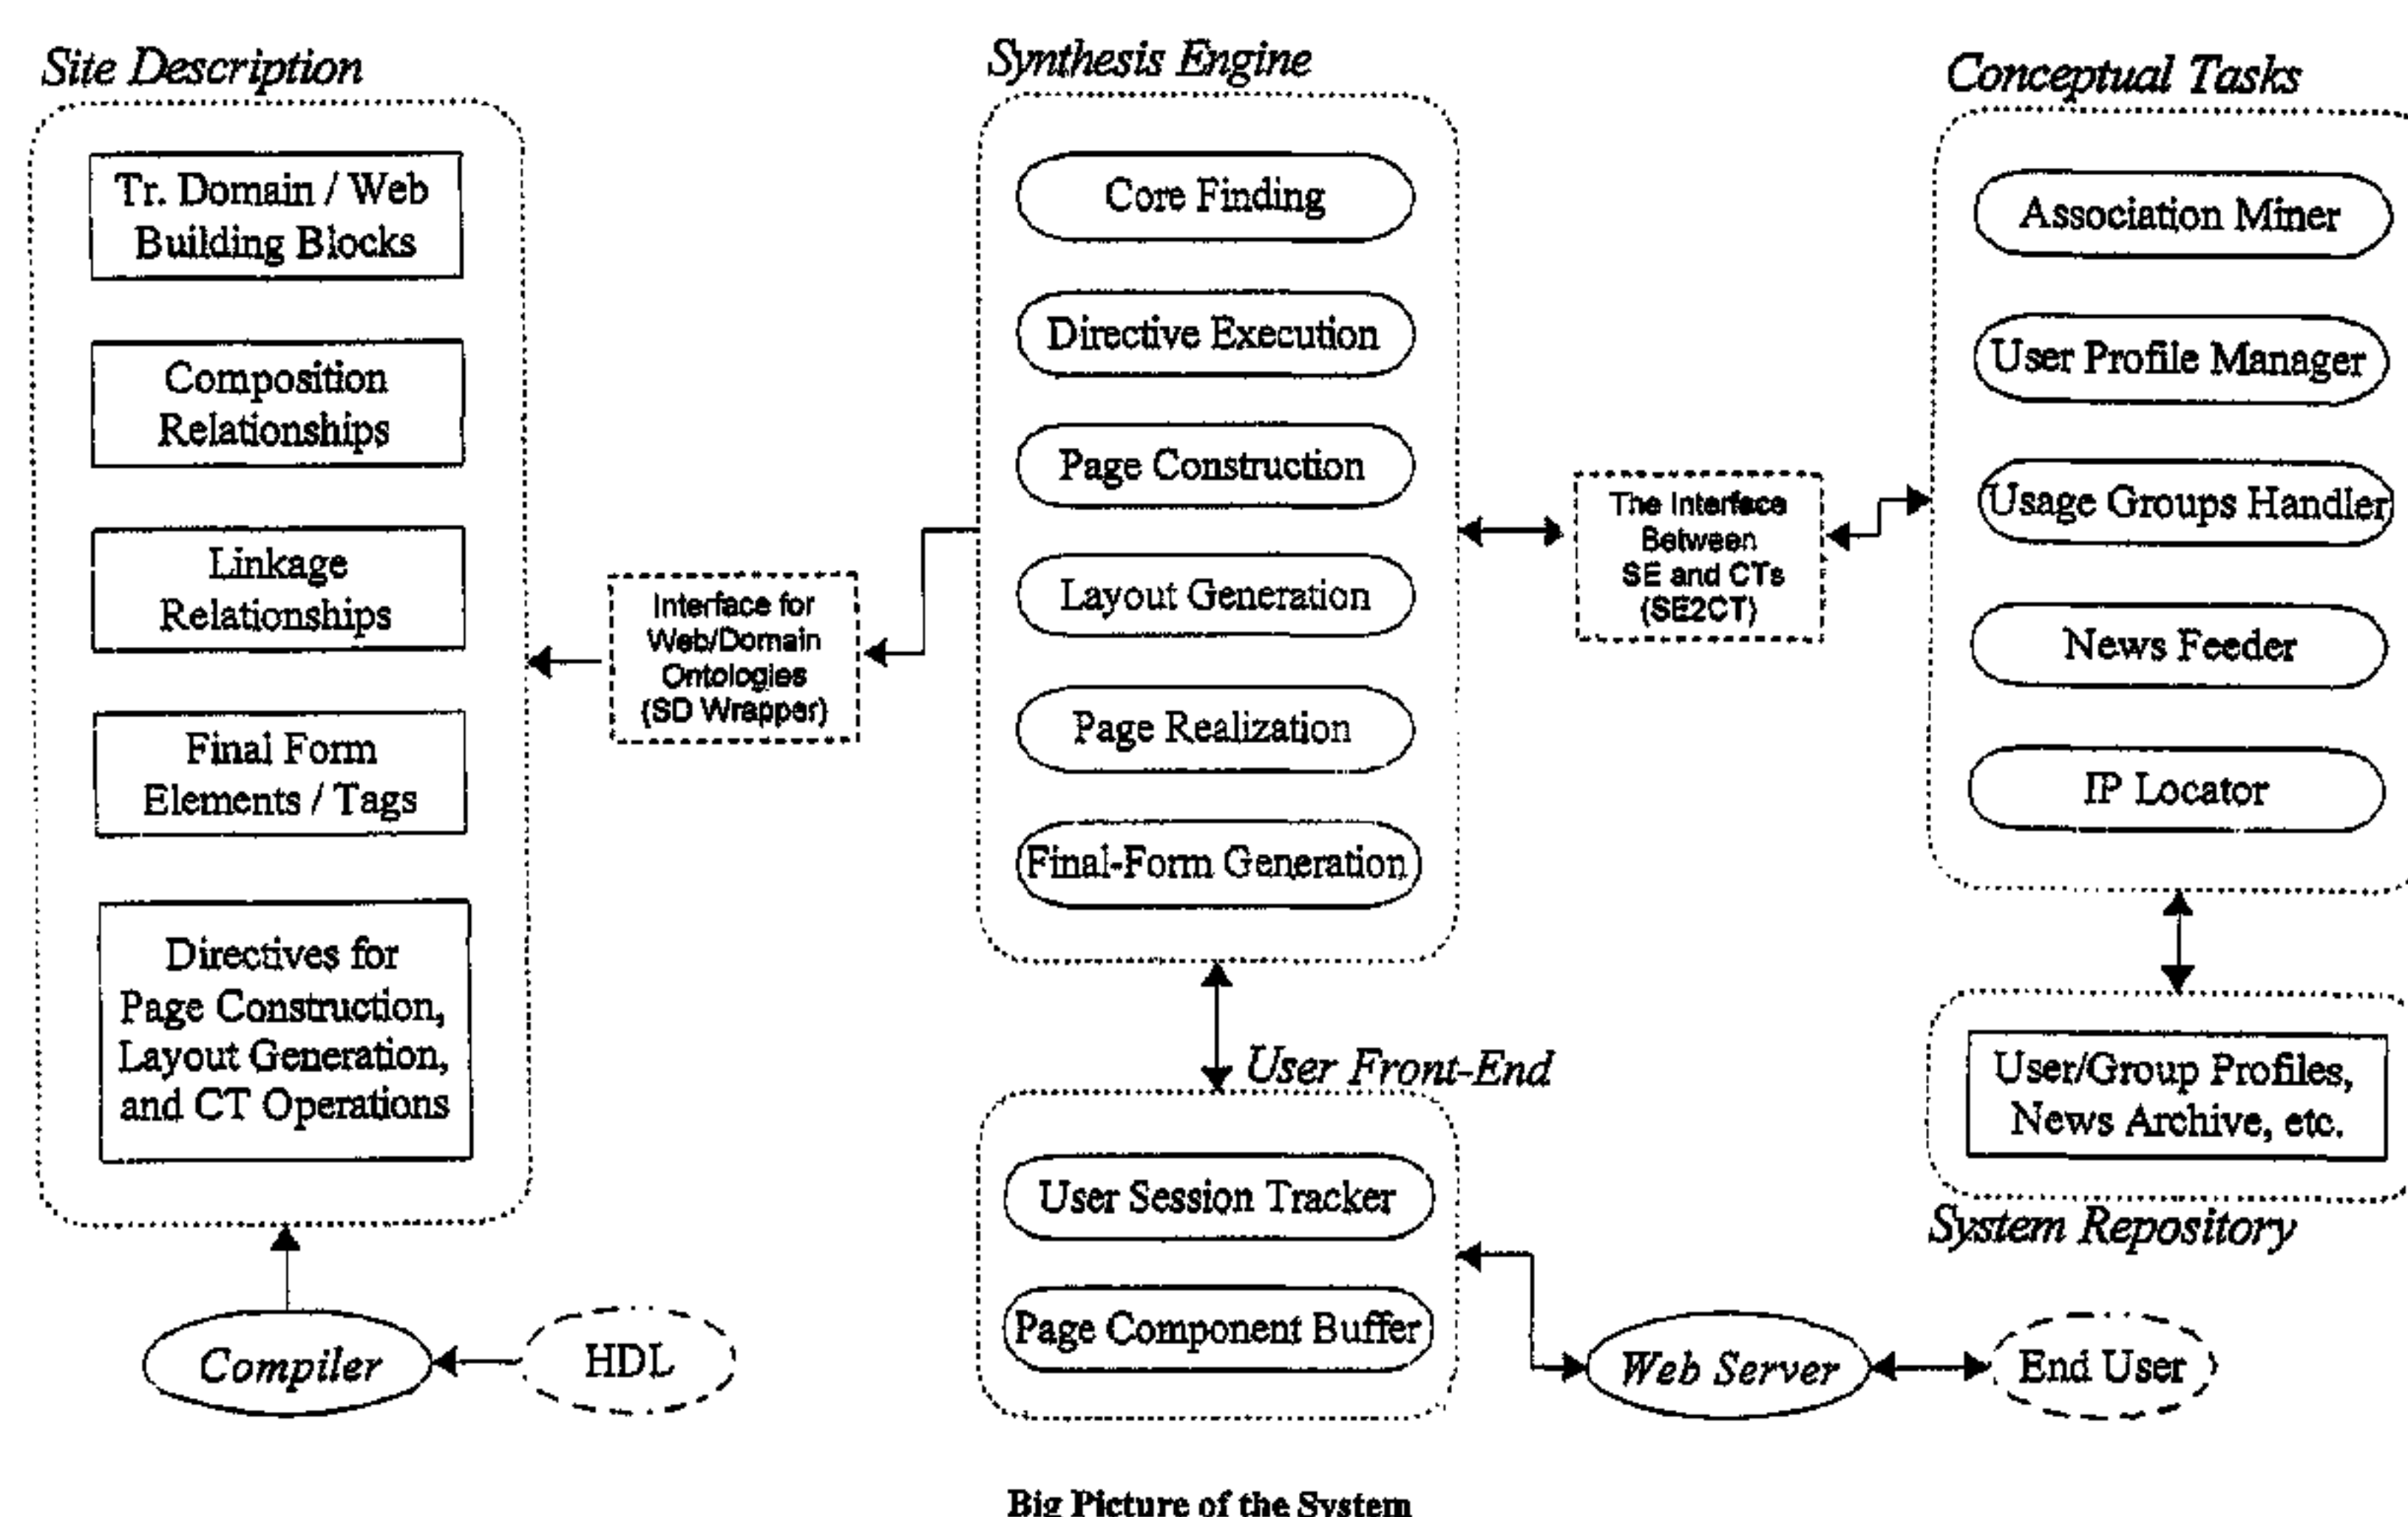 Site Description
Tr. Domain / Web
Building Blocks
Composition
Relationships
Linkage
Relationships
Final Form
Elements / Tags
Directives for
Page Construction,
Layout Generation,
and CT Operations
Compiler
HDL
Interface for
Web/Domain
Ontologies
(SD Wrapper)
Synthesis Engine
Core Finding
Directive Execution
Page Construction
Layout Generation
Page Realization
Final-Form Generation
User Front-End
User Session Tracker
Page Component Buffer
The Interface
Between
SE and CTs
(SE2CT)
Conceptual Tasks
Association Miner
User Profile Manager
Usage Groups Handler
News Feeder
IP Locator
User/Group Profiles,
News Archive, etc.
System Repository
Web Server
End User
Big Picture of the System